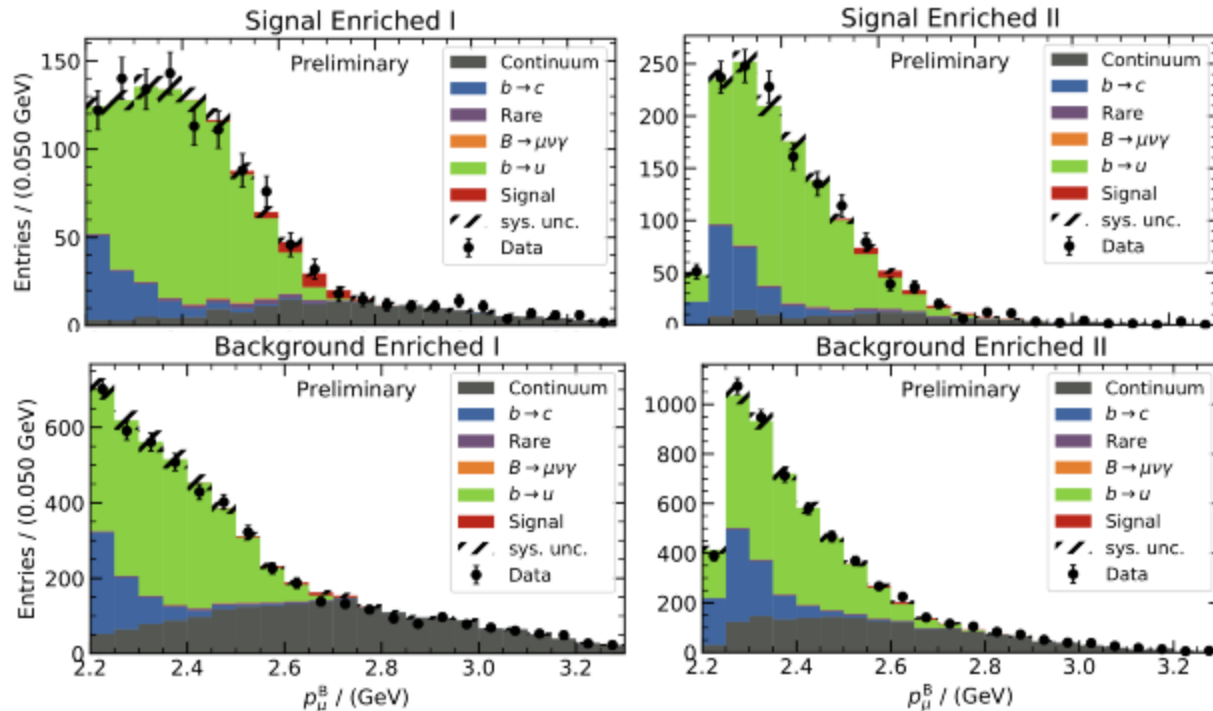 Signal Enriched I
Preliminary
Continuum
b→c
Rare
B→μνγ
b→u
Signal
sys. unc.
Data
Entries / (0.050 GeV)
150
100
50
0
Signal Enriched II
Preliminary
Continuum
b→c
Rare
B→μνγ
b→u
Signal
sys. unc.
Data
250
200
150
100
50
0
Background Enriched I
Preliminary
Continuum
b→c
Rare
B→μνγ
b→u
Signal
sys. unc.
Data
Entries / (0.050 GeV)
600
400
200
0
2.2 2.4 2.6 2.8 3.0 3.2
p_μ^B / (GeV)
Background Enriched II
Preliminary
Continuum
b→c
Rare
B→μνγ
b→u
Signal
sys. unc.
Data
1000
800
600
400
200
0
2.2 2.4 2.6 2.8 3.0 3.2
p_μ^B / (GeV)